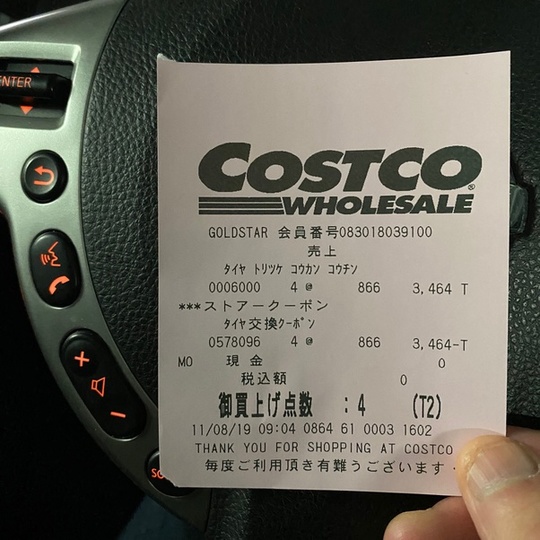 ENTER
COSTCO
WHOLESALE
GOLDSTAR 会員番号083018039100
売上
ﾀｲﾔ ﾄﾘﾂｹ ｺｳｶﾝ ｺｳﾁﾝ
0006000 4 @ 866 3,464 T
***ストアークーポン
ﾀｲﾔ交換ｸｰﾎﾟﾝ
0578096 4 @ 866 3,464-T
MO 現金 0
税込額 0
御買上げ点数 : 4 (T2)
11/08/19 09:04 0864 61 0003 1602
THANK YOU FOR SHOPPING AT COSTCO
毎度ご利用頂き有難うございます